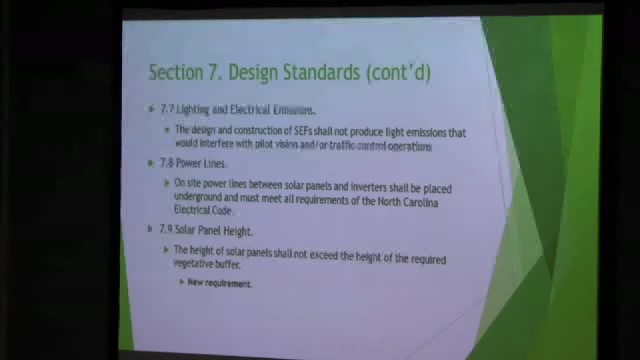 Section 7. Design Standards (cont'd)
7.7 Lighting and Electrical Emissions.
The design and construction of SEFs shall not produce light emissions that
would interfere with pilot vision and/or traffic control operations
7.8 Power Lines.
On site power lines between solar panels and inverters shall be placed
underground and must meet all requirements of the North Carolina
Electrical Code.
7.9 Solar Panel Height.
The height of solar panels shall not exceed the height of the required
vegetative buffer.
New requirement.